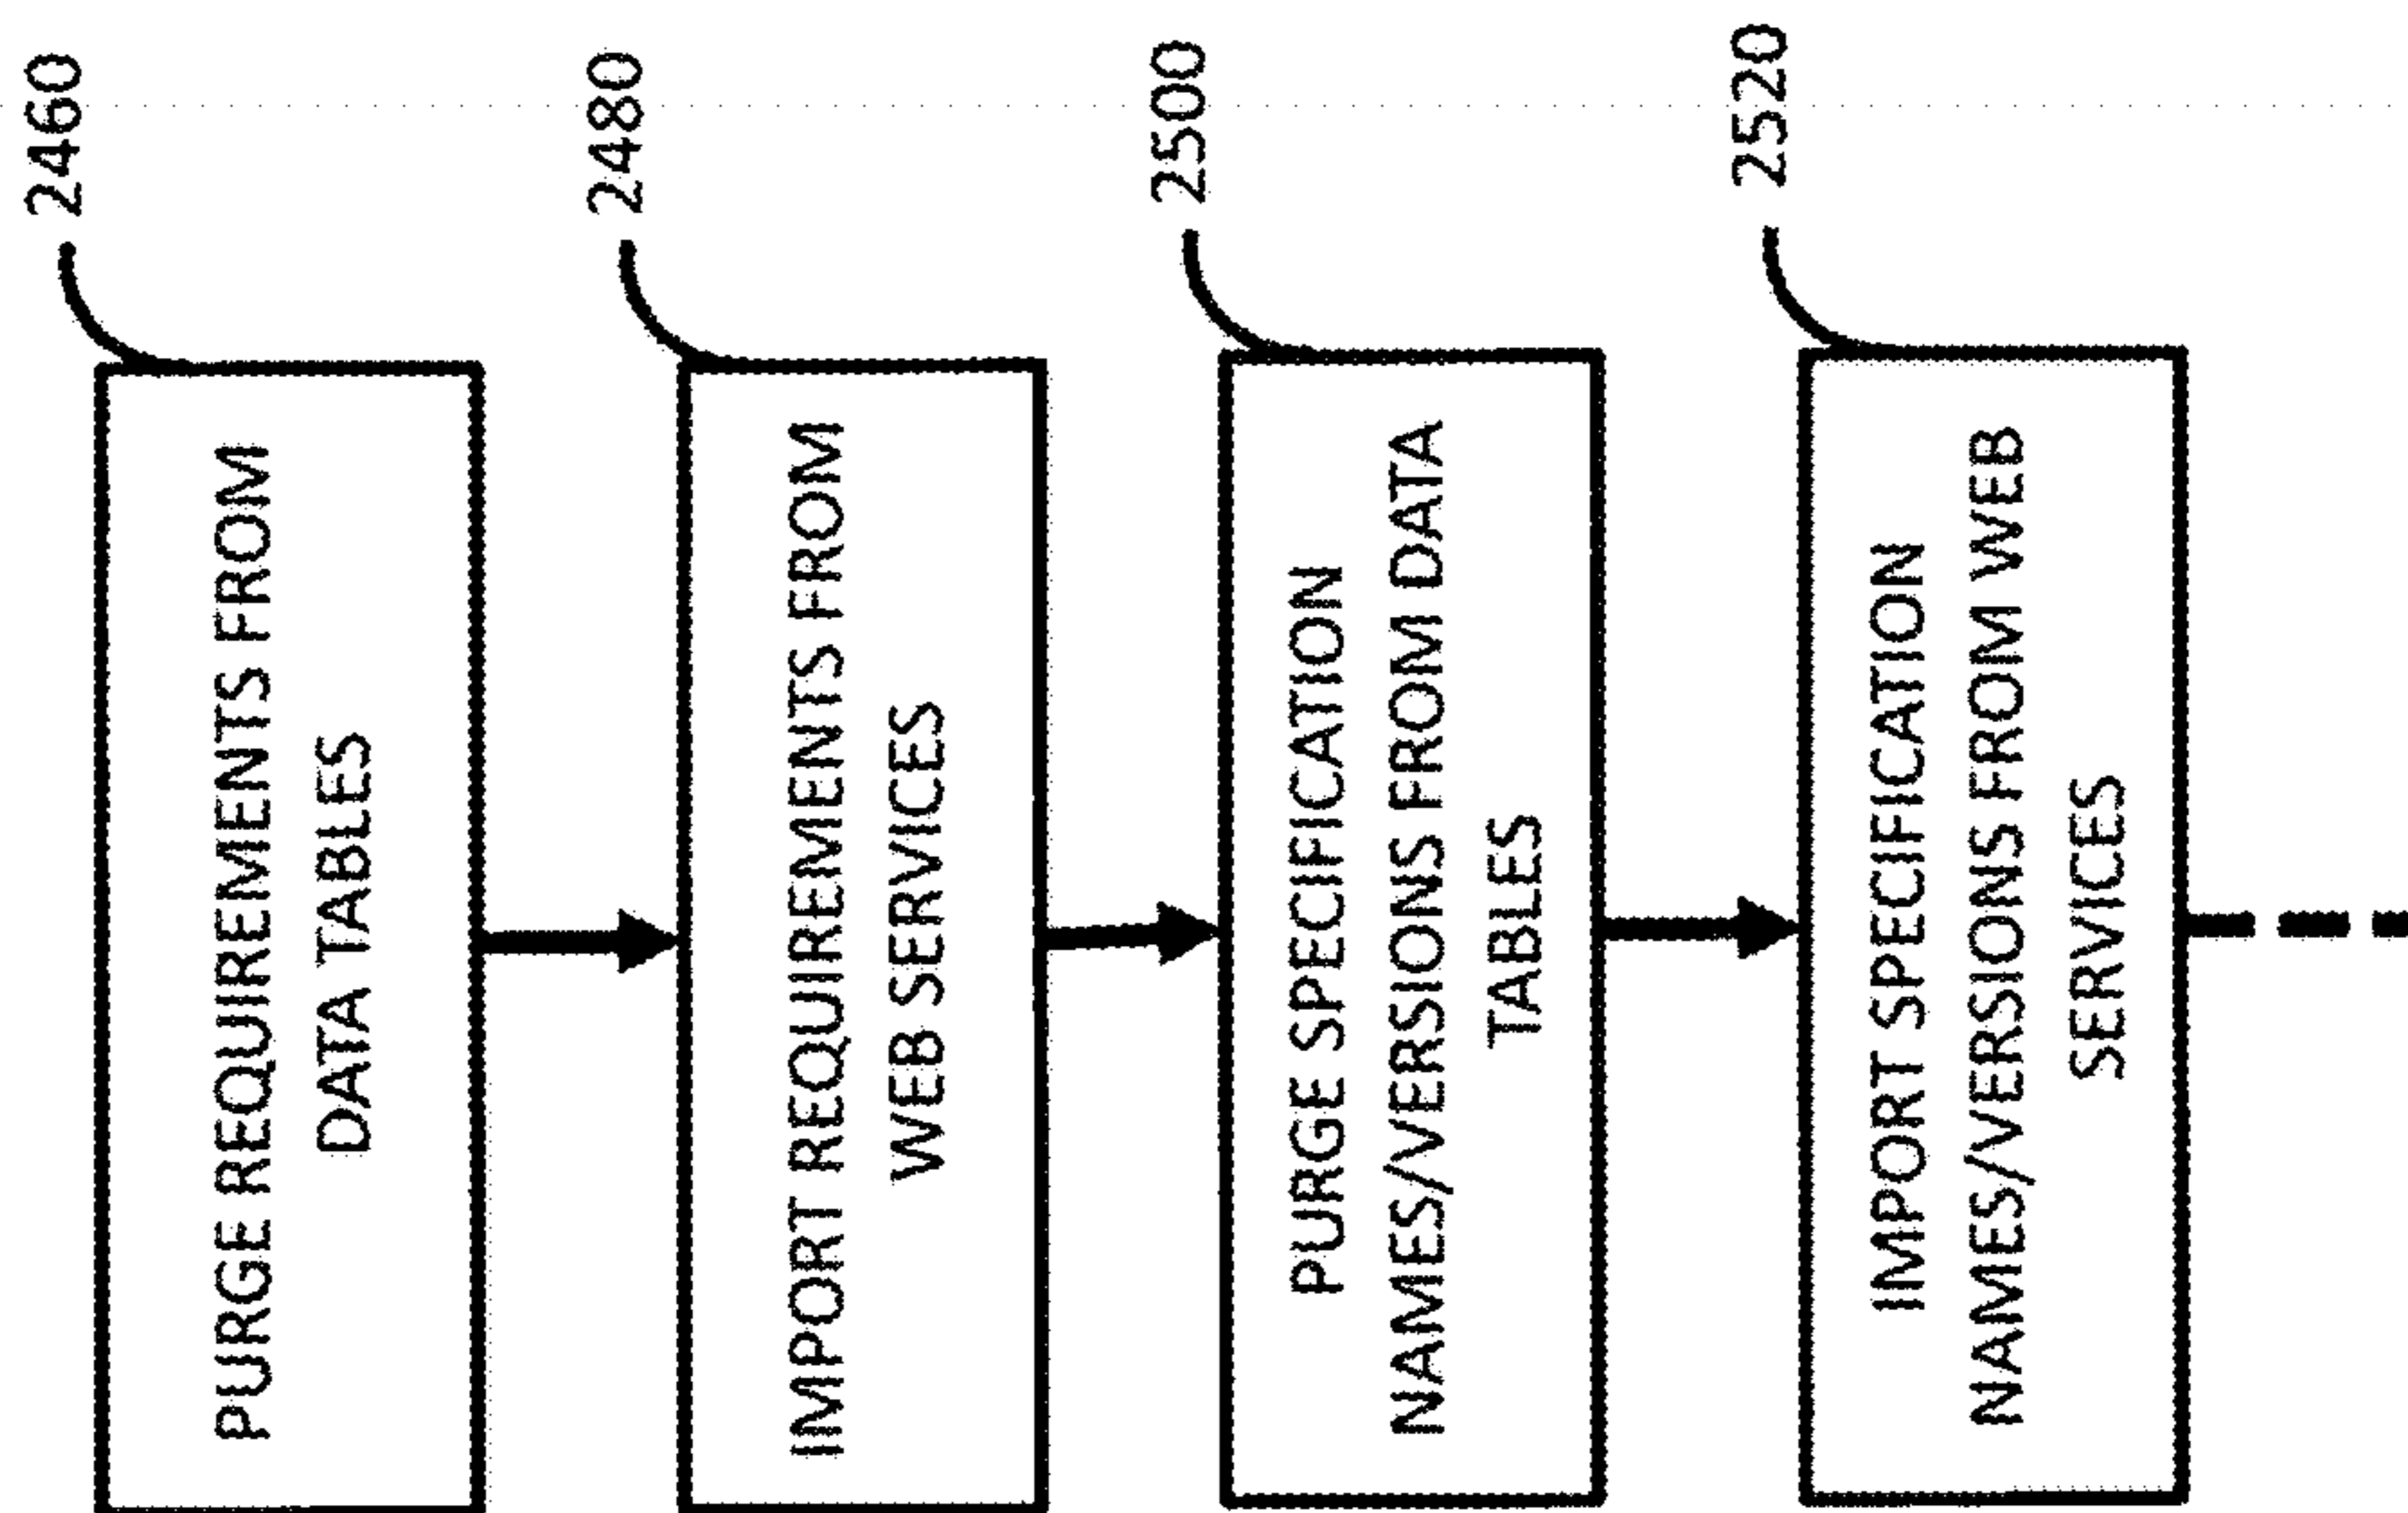 2460
PURGE REQUIREMENTS FROM
DATA TABLES
2480
IMPORT REQUIREMENTS FROM
WEB SERVICES
2500
PURGE SPECIFICATION
NAMES/VERSIONS FROM DATA
TABLES
2520
IMPORT SPECIFICATION
NAMES/VERSIONS FROM WEB
SERVICES